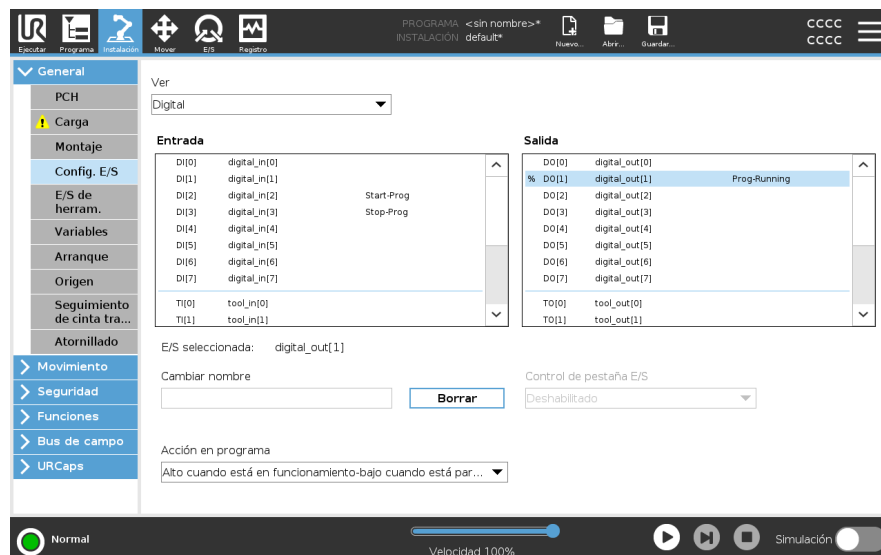 PROGRAMA <sin nombre>*
INSTALACIÓN default*
CCCC
CCCC
Ejecutar Programa Instalación Mover E/S Registro Nuevo... Abrir... Guardar...
General
PCH
Carga
Montaje
Config. E/S
E/S de
herram.
Variables
Arranque
Origen
Seguimiento
de cinta tra...
Atornillado
Movimiento
Seguridad
Funciones
Bus de campo
URCaps
Ver
Digital
Entrada
DI[0] digital_in[0]
DI[1] digital_in[1]
DI[2] digital_in[2] Start-Prog
DI[3] digital_in[3] Stop-Prog
DI[4] digital_in[4]
DI[5] digital_in[5]
DI[6] digital_in[6]
DI[7] digital_in[7]
TI[0] tool_in[0]
TI[1] tool_in[1]
Salida
DO[0] digital_out[0]
% DO[1] digital_out[1] Prog-Running
DO[2] digital_out[2]
DO[3] digital_out[3]
DO[4] digital_out[4]
DO[5] digital_out[5]
DO[6] digital_out[6]
DO[7] digital_out[7]
TO[0] tool_out[0]
TO[1] tool_out[1]
E/S seleccionada: digital_out[1]
Cambiar nombre
Borrar
Control de pestaña E/S
Deshabilitado
Acción en programa
Alto cuando está en funcionamiento-bajo cuando está par...
Normal
Velocidad 100%
Simulación